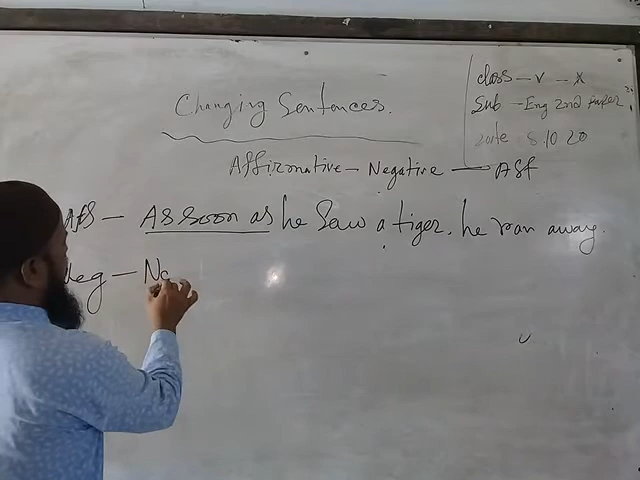 class - V - X
Sub - Eng 2nd Paper
Date 8.10 20
Changing Sentences.
Affirmative - Negative - Aff
Aff - As soon as he saw a tiger, he ran away.
Neg - No